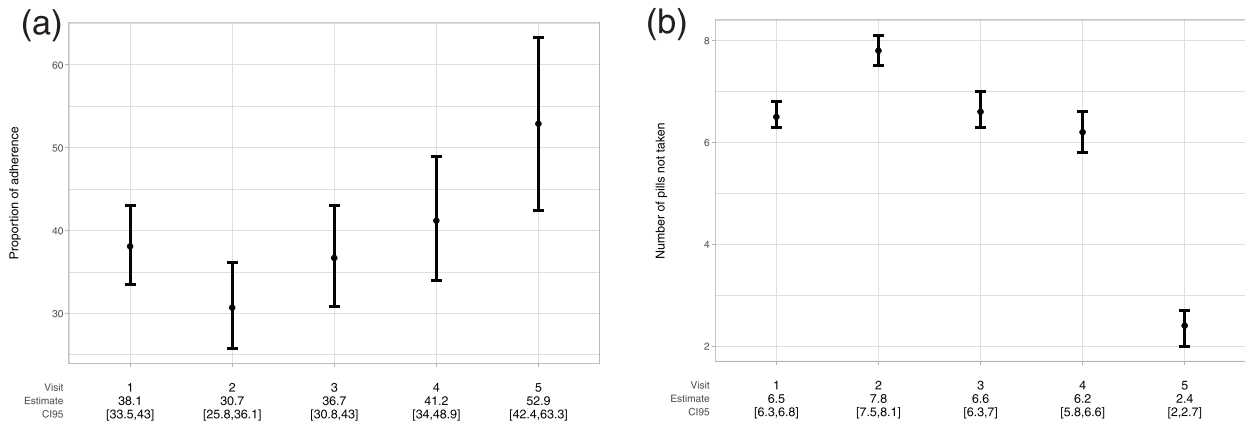 (a)
Proportion of adherence
60
50
40
30
Visit 1 2 3 4 5
Estimate 38.1 30.7 36.7 41.2 52.9
CI95 [33.5,43] [25.8,36.1] [30.8,43] [34,48.9] [42.4,63.3]
(b)
Number of pills not taken
8
6
4
2
Visit 1 2 3 4 5
Estimate 6.5 7.8 6.6 6.2 2.4
CI95 [6.3,6.8] [7.5,8.1] [6.3,7] [5.8,6.6] [2,2.7]